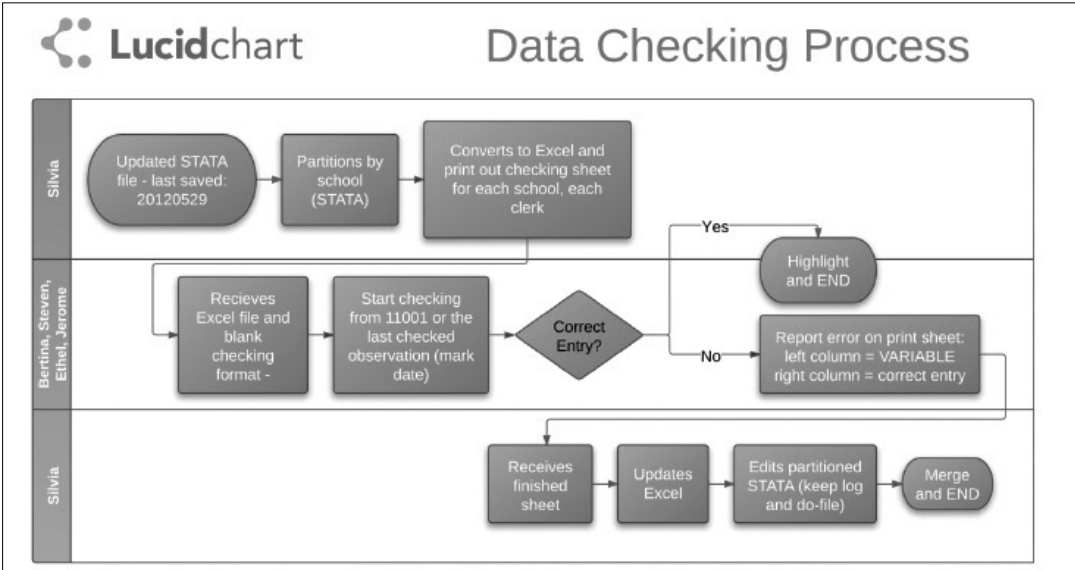 Lucidchart
Data Checking Process
Silvia
Updated STATA
file - last saved:
20120529
Partitions by
school
(STATA)
Converts to Excel and
print out checking sheet
for each school, each
clerk
Yes
Highlight
and END
Bertina, Steven,
Ethel, Jerome
Recieves
Excel file and
blank
checking
format -
Start checking
from 11001 or the
last checked
observation (mark
date)
Correct
Entry?
No
Report error on print sheet:
left column = VARIABLE
right column = correct entry
Silvia
Receives
finished
sheet
Updates
Excel
Edits partitioned
STATA (keep log
and do-file)
Merge
and END